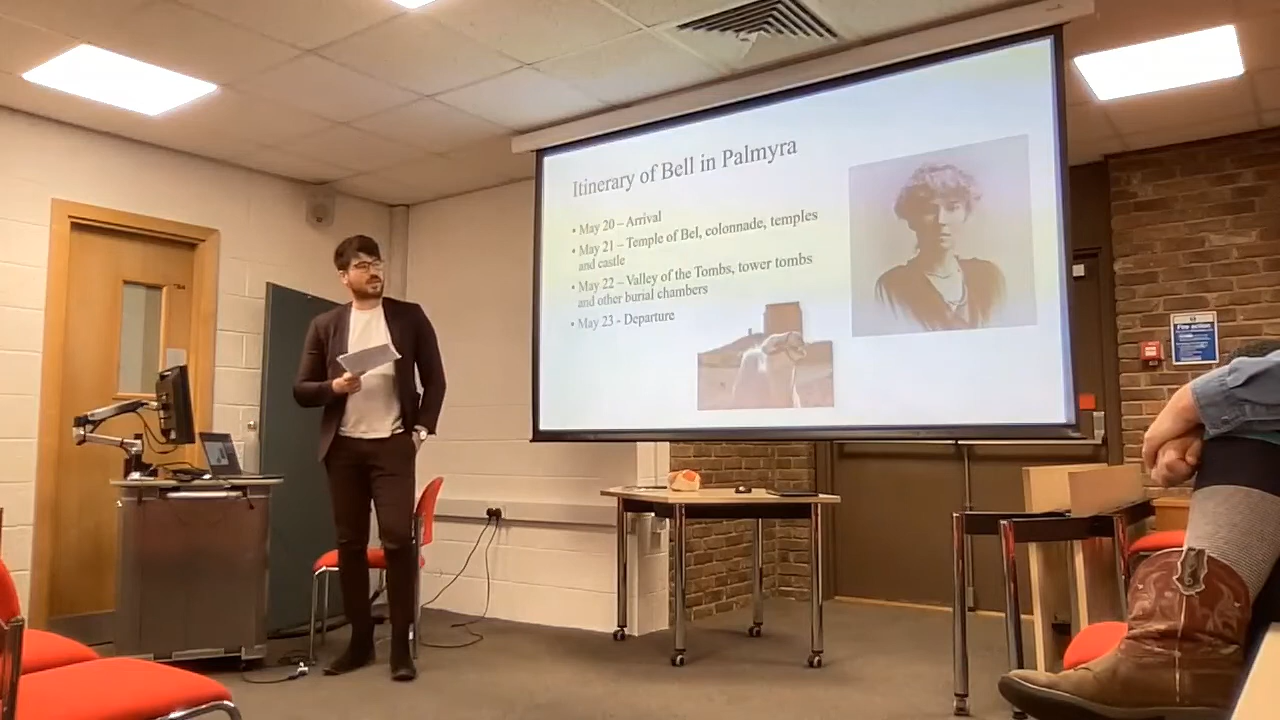 Itinerary of Bell in Palmyra
• May 20 – Arrival
• May 21 – Temple of Bel, colonnade, temples
and castle
• May 22 – Valley of the Tombs, tower tombs
and other burial chambers
• May 23 - Departure
Fire action